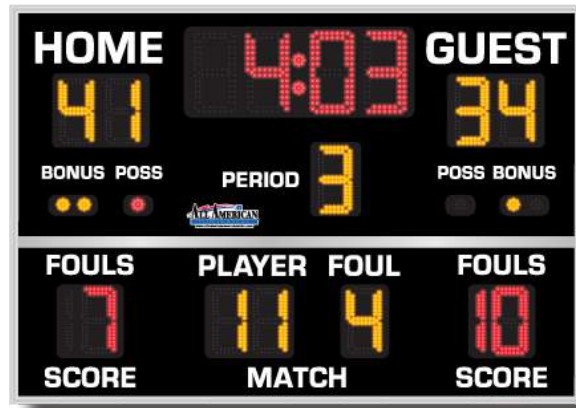 HOME 4:03 GUEST
41 34
BONUS POSS PERIOD 3 POSS BONUS
ALL AMERICAN
FOULS PLAYER FOUL FOULS
7 11 4 10
SCORE MATCH SCORE